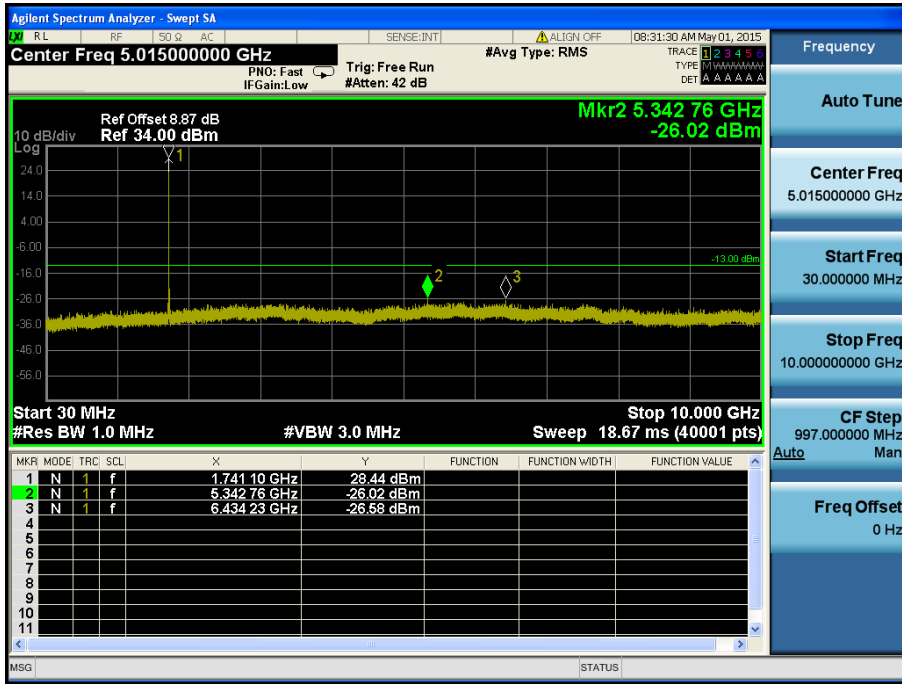 Agilent Spectrum Analyzer - Swept SA
LXI RL RF 50 Ω AC SENSE:INT ALIGN OFF 08:31:30 AM May 01, 2015
Center Freq 5.015000000 GHz
#Avg Type: RMS
TRACE 1 2 3 4 5 6
TYPE M WWWWW
DET A A A A A A
PNO: Fast
IFGain:Low
Trig: Free Run
#Atten: 42 dB
Mkr2 5.342 76 GHz
-26.02 dBm
Ref Offset 8.87 dB
10 dB/div Ref 34.00 dBm
Log
1
24.0
14.0
4.00
-6.00
-13.00 dBm
-16.0
2
3
-26.0
-36.0
-46.0
-56.0
Start 30 MHz Stop 10.000 GHz
#Res BW 1.0 MHz #VBW 3.0 MHz Sweep 18.67 ms (40001 pts)
MKR MODE TRC SCL X Y FUNCTION FUNCTION WIDTH FUNCTION VALUE
1 N 1 f 1.741 10 GHz 28.44 dBm
2 N 1 f 5.342 76 GHz -26.02 dBm
3 N 1 f 6.434 23 GHz -26.58 dBm
4
5
6
7
8
9
10
11
MSG STATUS
Frequency
Auto Tune
Center Freq
5.015000000 GHz
Start Freq
30.000000 MHz
Stop Freq
10.000000000 GHz
CF Step
997.000000 MHz
Auto Man
Freq Offset
0 Hz